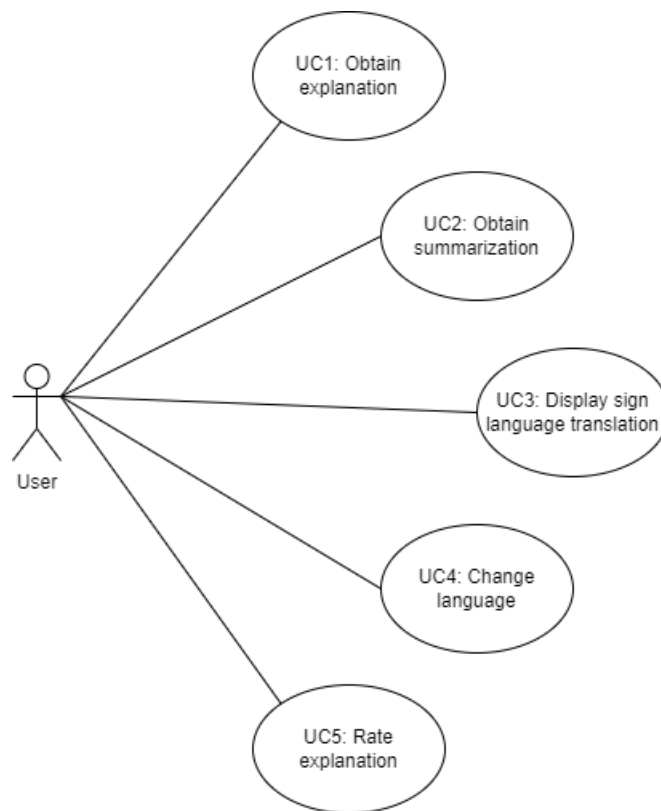 UC1: Obtain
explanation
UC2: Obtain
summarization
UC3: Display sign
language translation
User
UC4: Change
language
UC5: Rate
explanation